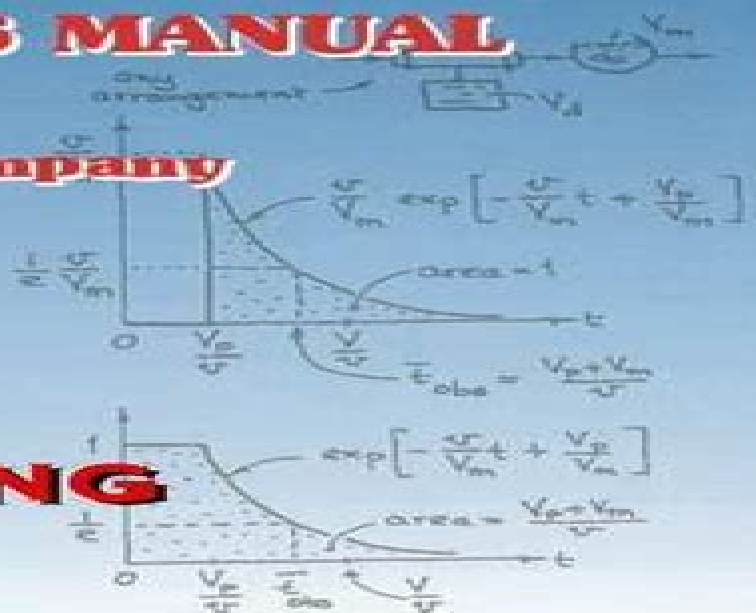 S MANUAL
any
arrangement
V_m
V_d
mpany
v
v/V_m exp[-v/V_m t + V_p/V_m]
1/e v/V_m
area = 1
0 V_p/v V/v t
t̄_obs = (V_p+V_m)/v
1
exp[-v/V_m t + V_p/V_m]
NG
1/e
area = (V_p+V_m)/v
0 V_p/v t̄_obs V/v t